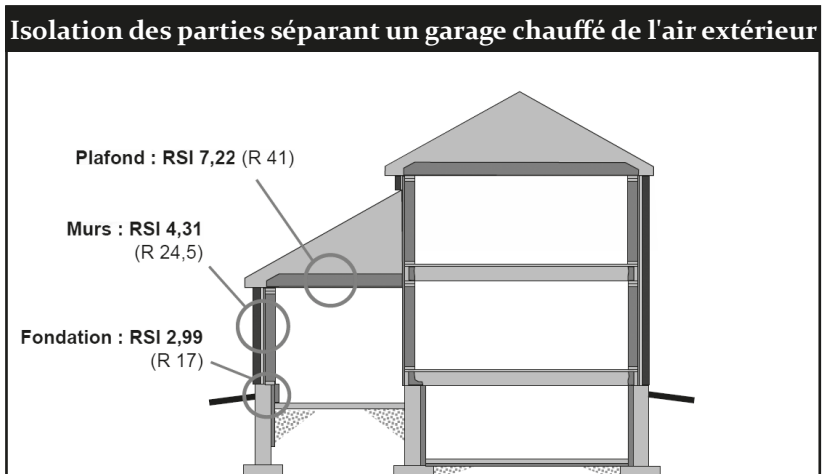 Isolation des parties séparant un garage chauffé de l'air extérieur
Plafond : RSI 7,22 (R 41)
Murs : RSI 4,31
(R 24,5)
Fondation : RSI 2,99
(R 17)